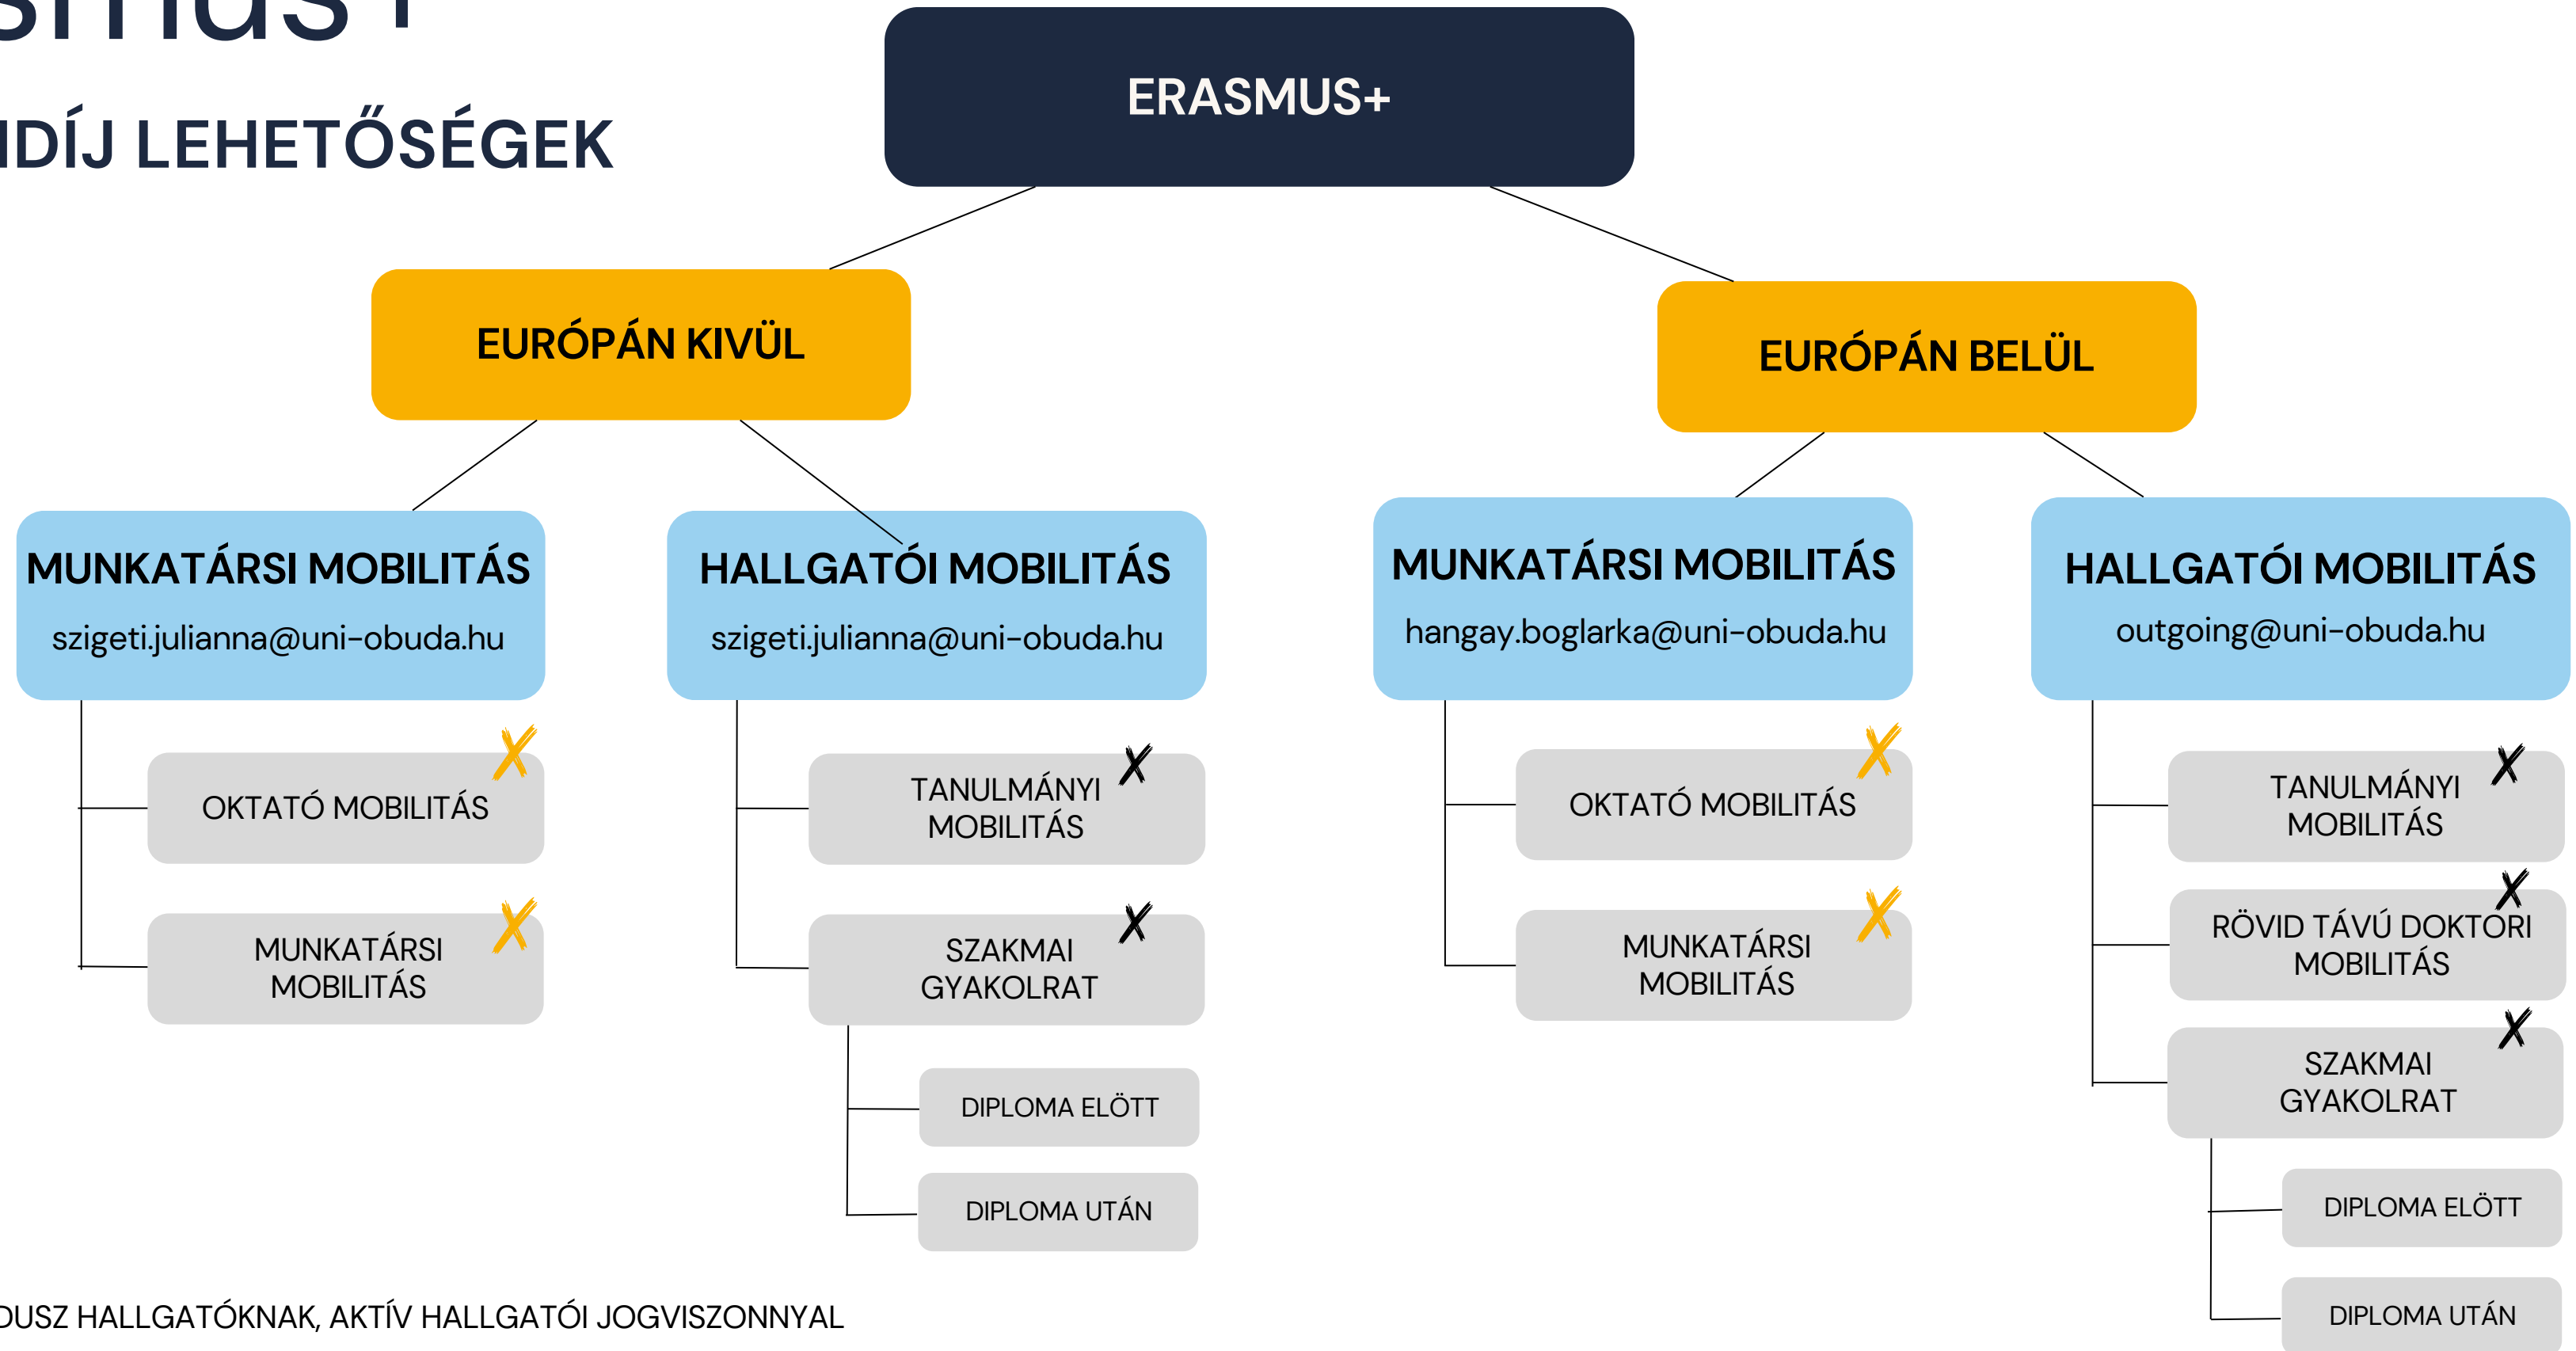 smus+
NDÍJ LEHETŐSÉGEK
ERASMUS+
EURÓPÁN KIVÜL
EURÓPÁN BELÜL
MUNKATÁRSI MOBILITÁS
szigeti.julianna@uni-obuda.hu
HALLGATÓI MOBILITÁS
szigeti.julianna@uni-obuda.hu
MUNKATÁRSI MOBILITÁS
hangay.boglarka@uni-obuda.hu
HALLGATÓI MOBILITÁS
outgoing@uni-obuda.hu
OKTATÓ MOBILITÁS
MUNKATÁRSI
MOBILITÁS
TANULMÁNYI
MOBILITÁS
SZAKMAI
GYAKOLRAT
DIPLOMA ELÖTT
DIPLOMA UTÁN
OKTATÓ MOBILITÁS
MUNKATÁRSI
MOBILITÁS
TANULMÁNYI
MOBILITÁS
RÖVID TÁVÚ DOKTORI
MOBILITÁS
SZAKMAI
GYAKOLRAT
DIPLOMA ELÖTT
DIPLOMA UTÁN
DUSZ HALLGATÓKNAK, AKTÍV HALLGATÓI JOGVISZONNYAL